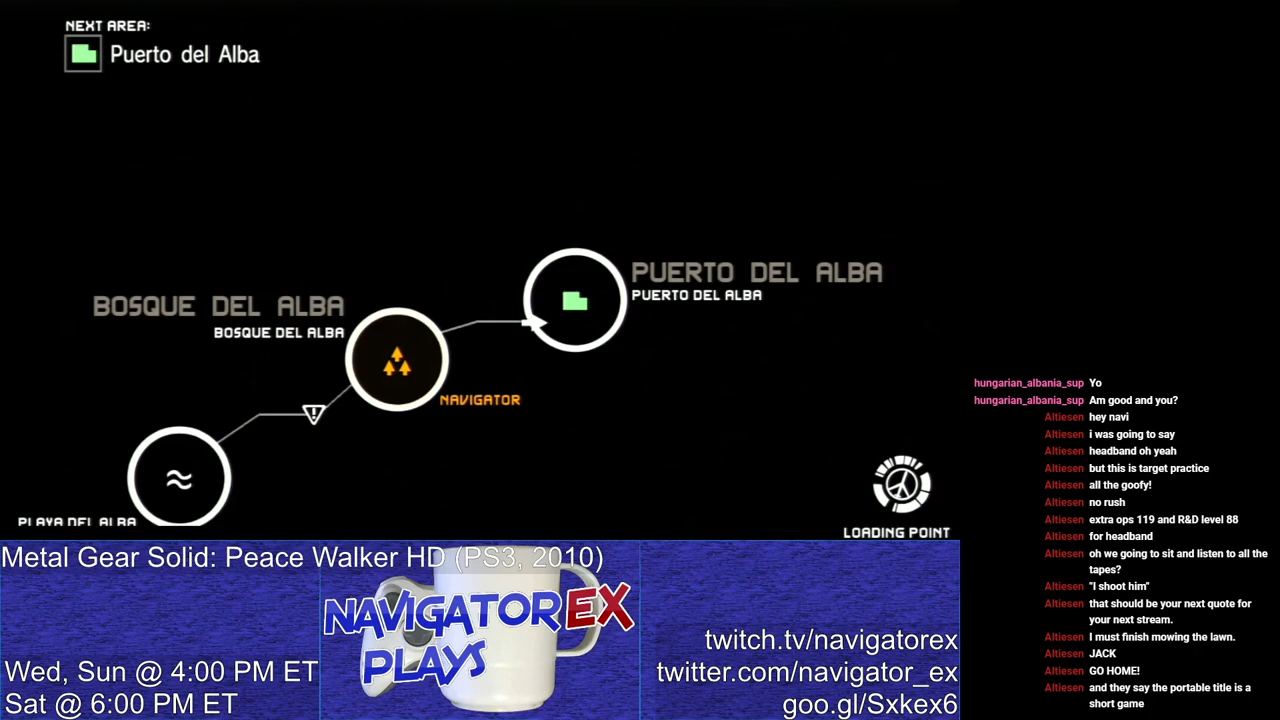 NEXT AREA:
Puerto del Alba
PUERTO DEL ALBA
PUERTO DEL ALBA
BOSQUE DEL ALBA
BOSQUE DEL ALBA
NAVIGATOR
PLAYA DEL ALBA
LOADING POINT
hungarian_albania_sup Yo
hungarian_albania_sup Am good and you?
Altiesen hey navi
Altiesen i was going to say
Altiesen headband oh yeah
Altiesen but this is target practice
Altiesen all the goofy!
Altiesen no rush
Altiesen extra ops 119 and R&D level 88
Altiesen for headband
Altiesen oh we going to sit and listen to all the
tapes?
Altiesen "I shoot him"
Altiesen that should be your next quote for
your next stream.
Altiesen I must finish mowing the lawn.
Altiesen JACK
Altiesen GO HOME!
Altiesen and they say the portable title is a
short game
Metal Gear Solid: Peace Walker HD (PS3, 2010)
NAVIGATOREX
PLAYS
Wed, Sun @ 4:00 PM ET
Sat @ 6:00 PM ET
twitch.tv/navigatorex
twitter.com/navigator_ex
goo.gl/Sxkex6